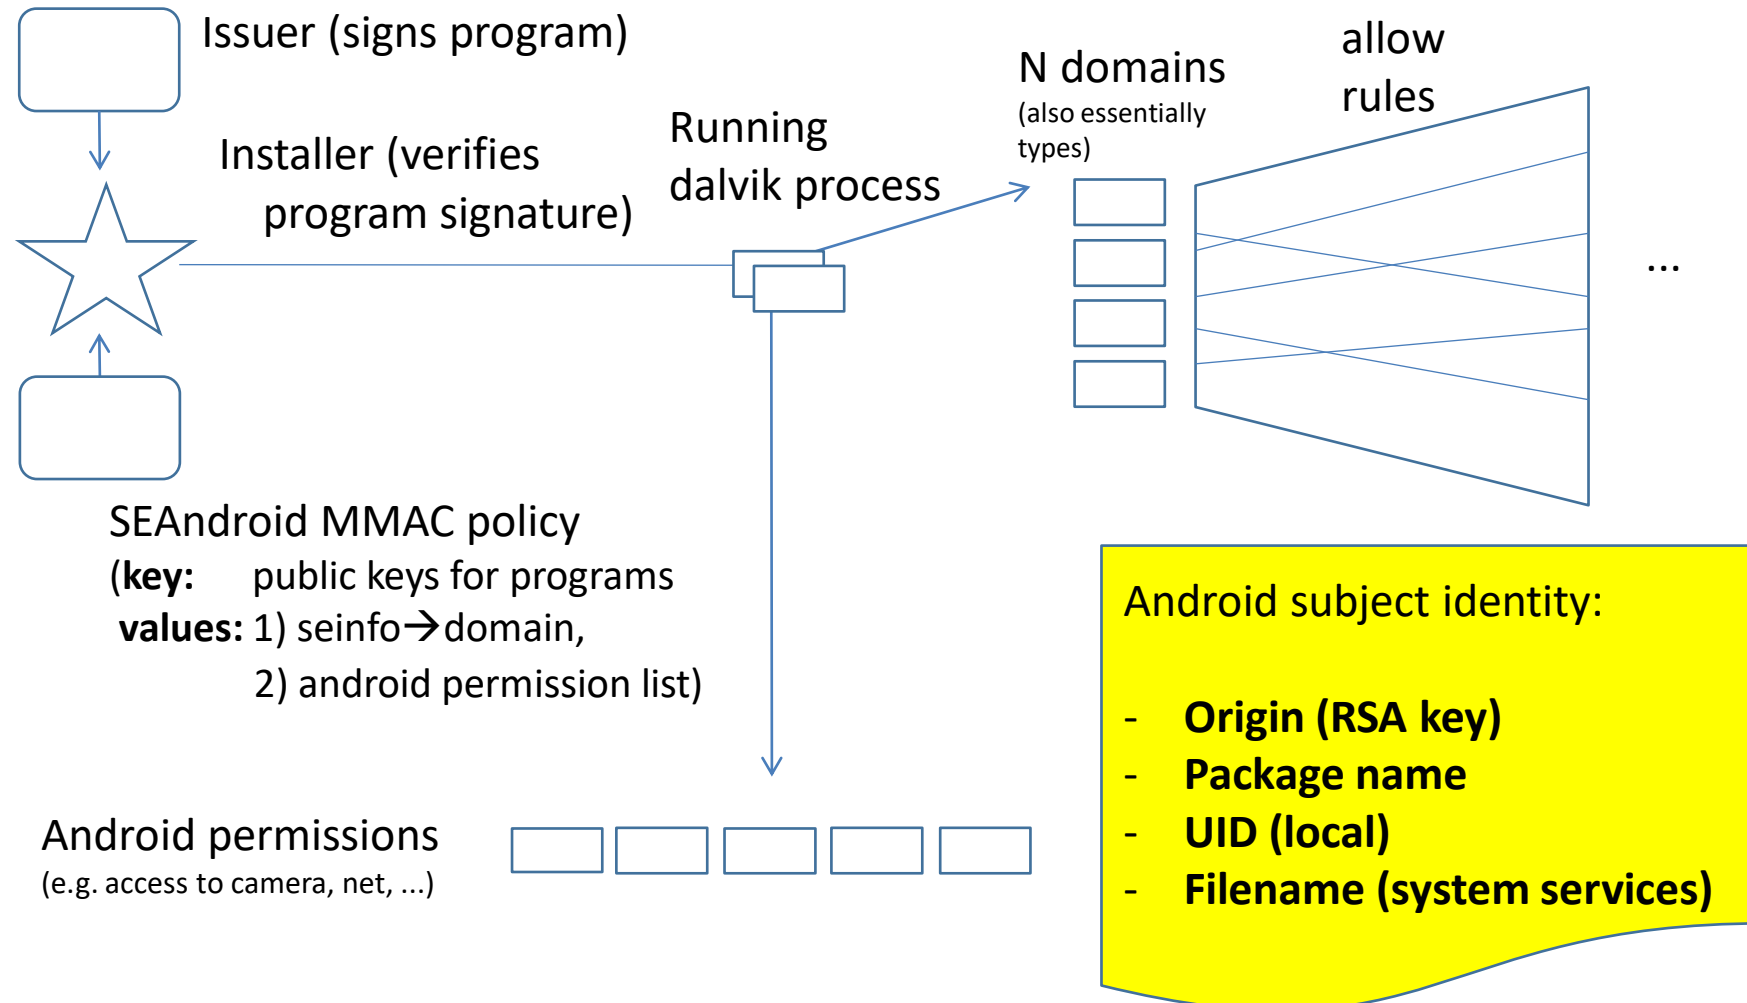 Issuer (signs program)
Installer (verifies
program signature)
Running
dalvik process
N domains
(also essentially
types)
allow
rules
...
SEAndroid MMAC policy
(key: public keys for programs
values: 1) seinfo→domain,
2) android permission list)
Android permissions
(e.g. access to camera, net, ...)
Android subject identity:
- Origin (RSA key)
- Package name
- UID (local)
- Filename (system services)